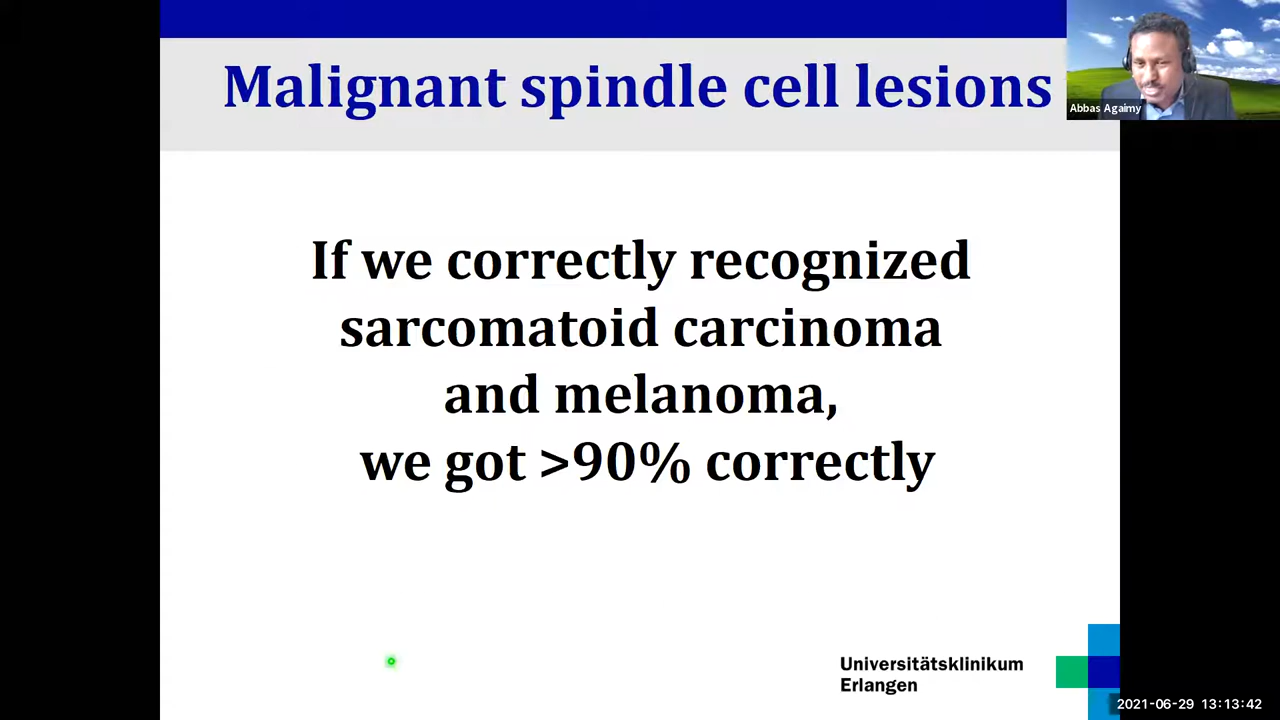 Malignant spindle cell lesions
Abbas Agaimy
If we correctly recognized
sarcomatoid carcinoma
and melanoma,
we got >90% correctly
Universitätsklinikum
Erlangen
2021-06-29 13:13:42